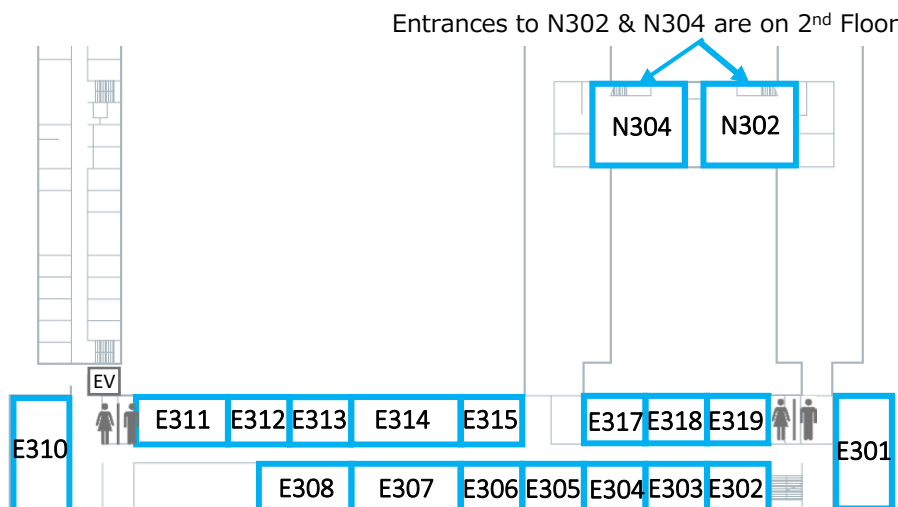 Entrances to N302 & N304 are on 2nd Floor
N304 N302
EV
E311 E312 E313 E314 E315 E317 E318 E319
E310 E301
E308 E307 E306 E305 E304 E303 E302